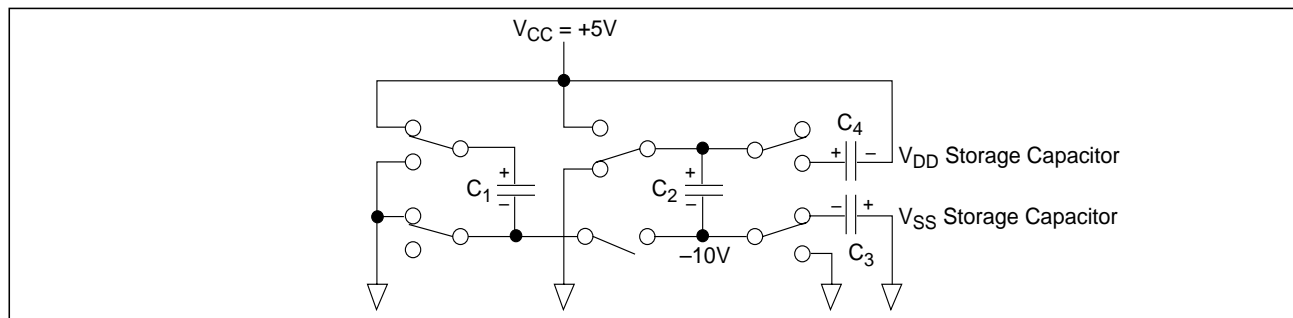 VCC = +5V
C4
+
–
VDD Storage Capacitor
+
C1
–
+
C2
–
–
+
VSS Storage Capacitor
–10V
C3